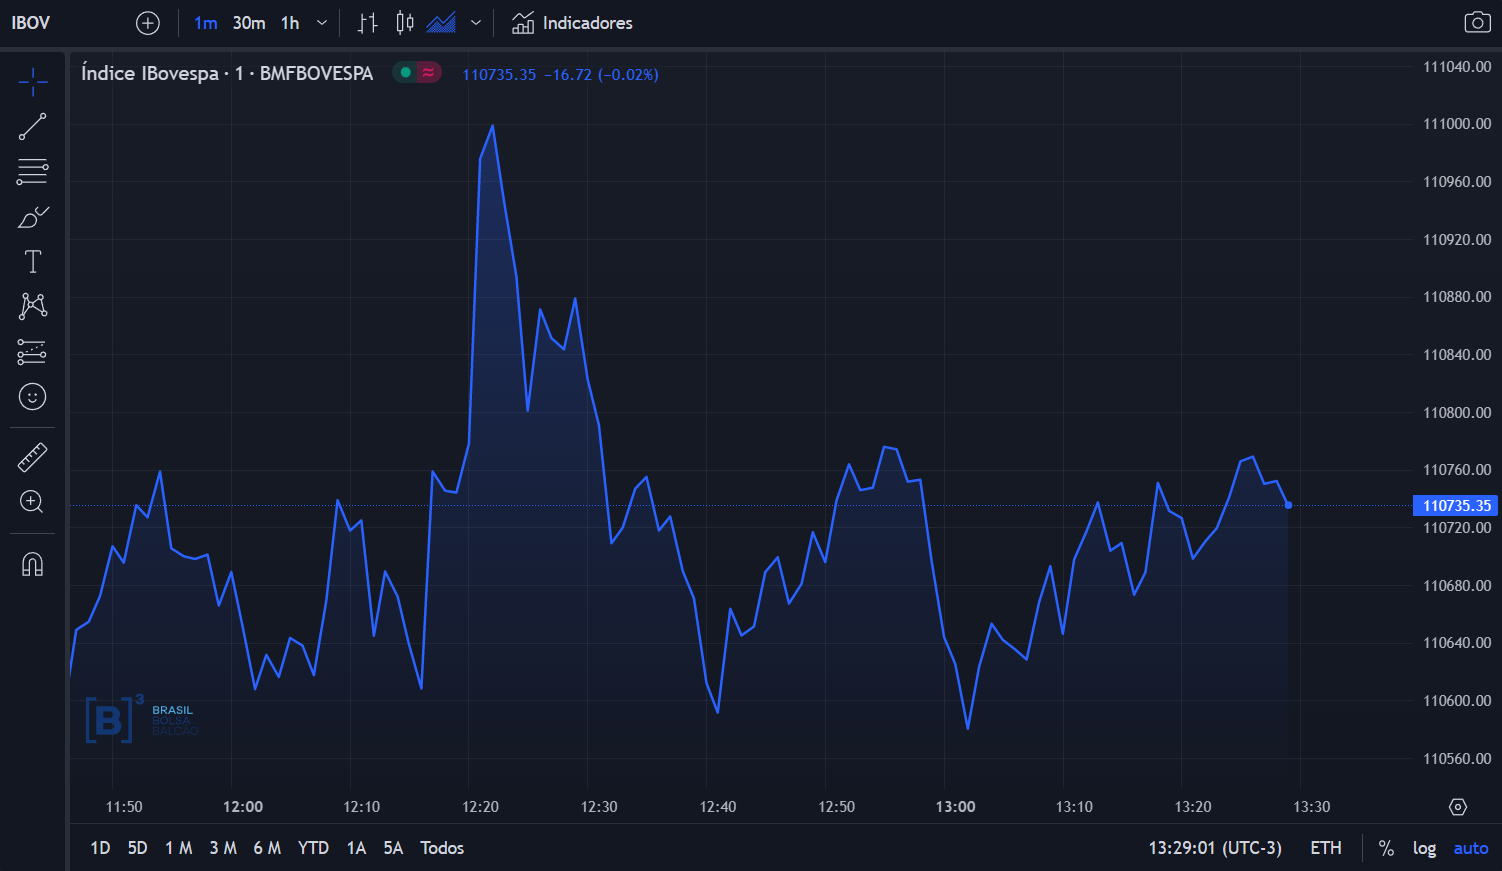 IBOV 1m 30m 1h Indicadores
Índice IBovespa · 1 · BMFBOVESPA 110735.35 −16.72 (−0.02%)
111040.00
111000.00
110960.00
110920.00
110880.00
110840.00
110800.00
110760.00
110735.35
110720.00
110680.00
110640.00
110600.00
110560.00
[B]³
BRASIL
BOLSA
BALCÃO
11:50 12:00 12:10 12:20 12:30 12:40 12:50 13:00 13:10 13:20 13:30
1D 5D 1 M 3 M 6 M YTD 1A 5A Todos 13:29:01 (UTC-3) ETH % log auto